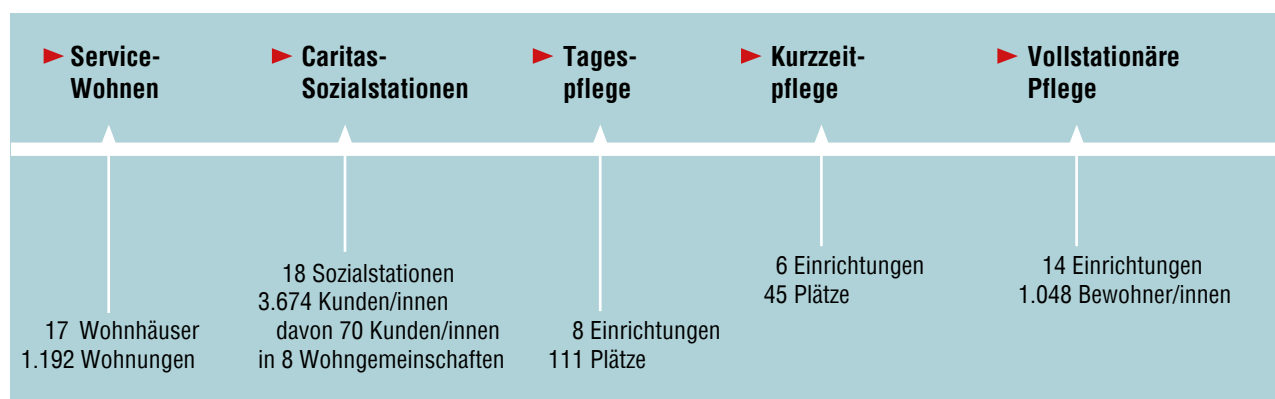 Service-
Wohnen
Caritas-
Sozialstationen
Tages-
pflege
Kurzzeit-
pflege
Vollstationäre
Pflege
17 Wohnhäuser
1.192 Wohnungen
18 Sozialstationen
3.674 Kunden/innen
davon 70 Kunden/innen
in 8 Wohngemeinschaften
8 Einrichtungen
111 Plätze
6 Einrichtungen
45 Plätze
14 Einrichtungen
1.048 Bewohner/innen